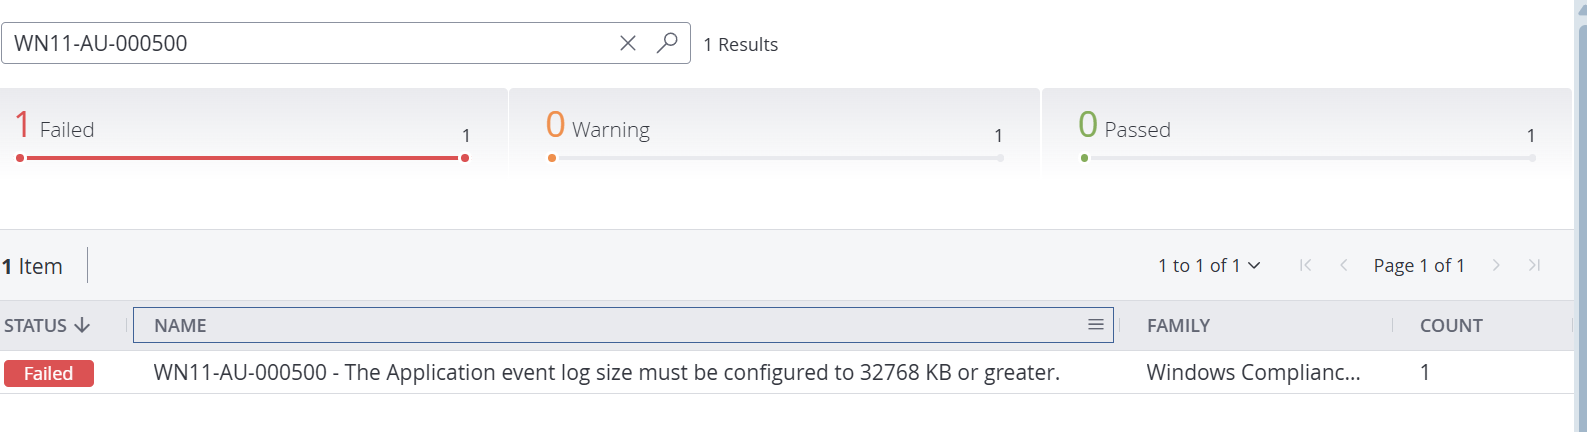 WN11-AU-000500
1 Results
1 Failed 1
0 Warning 1
0 Passed 1
1 Item
1 to 1 of 1
Page 1 of 1
STATUS NAME FAMILY COUNT
Failed WN11-AU-000500 - The Application event log size must be configured to 32768 KB or greater. Windows Complianc... 1